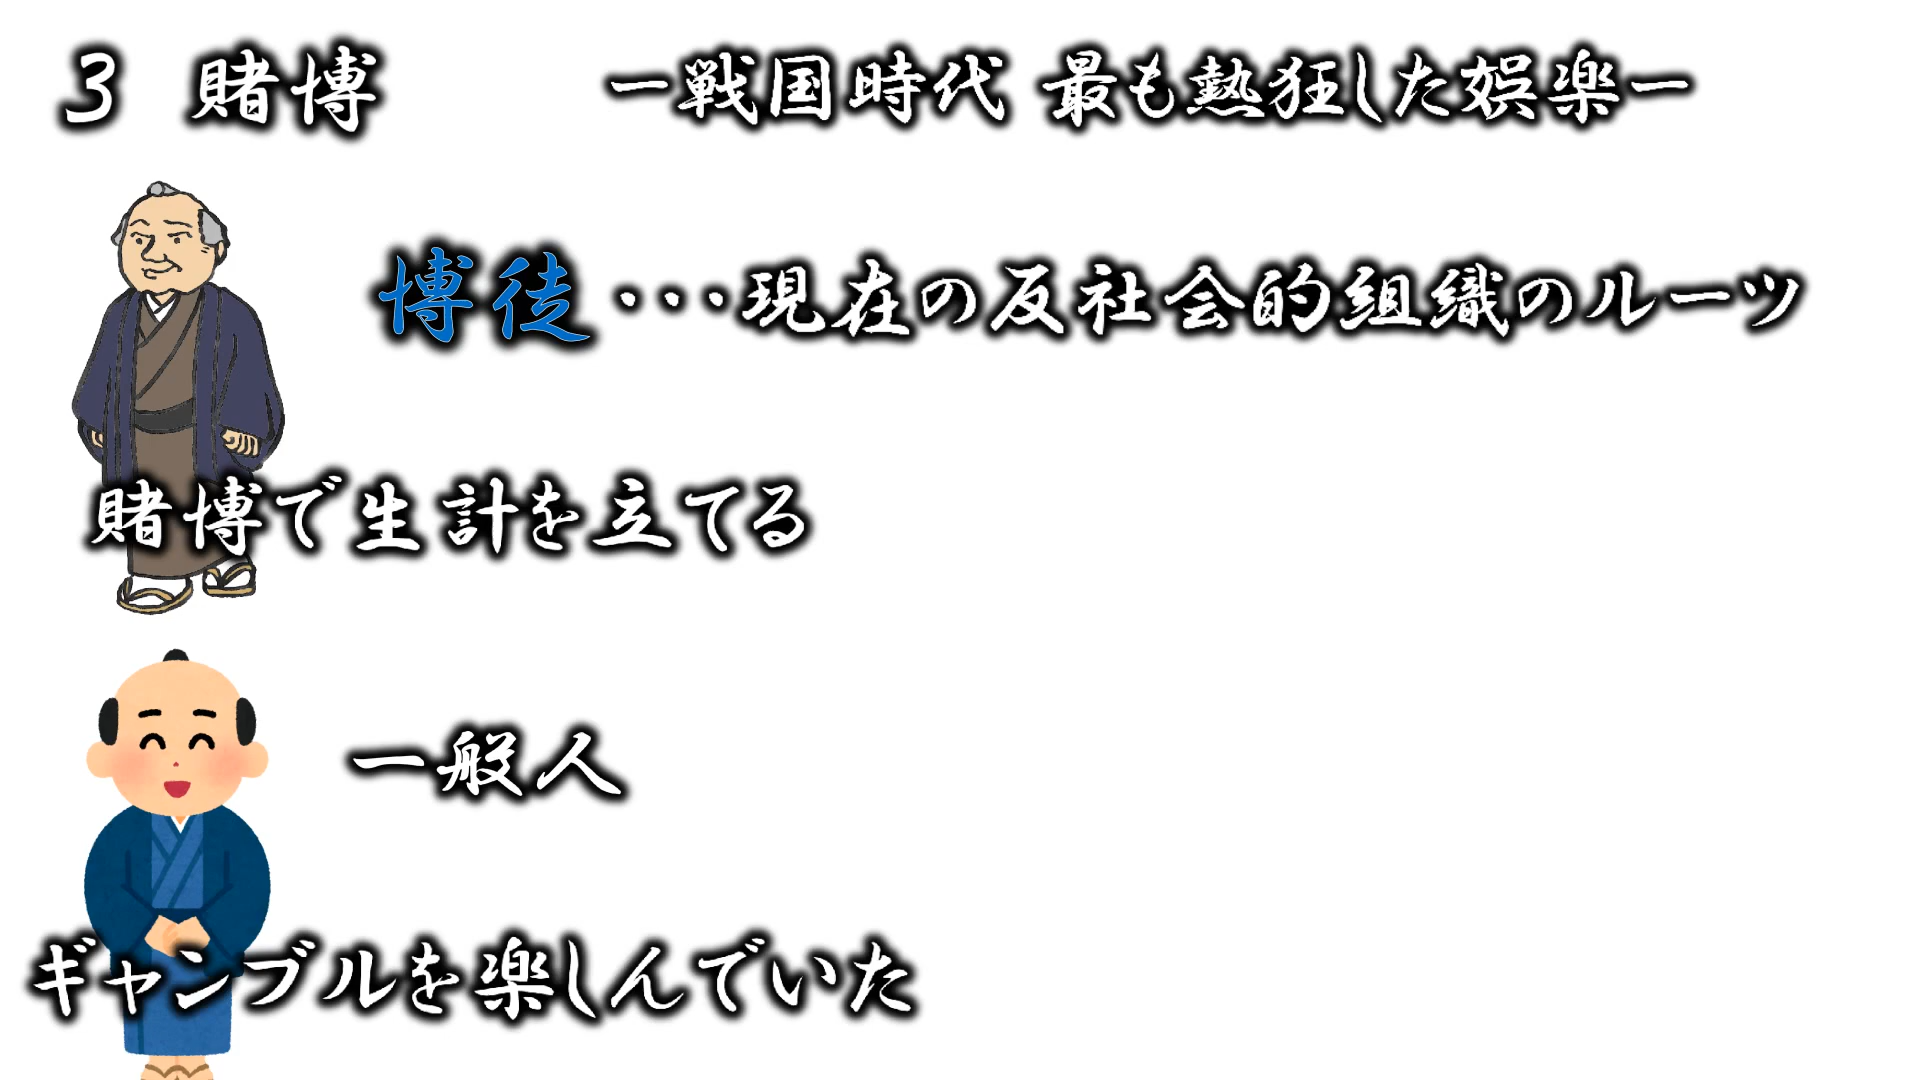 3 賭博 ー戦国時代 最も熱狂した娯楽ー
博徒・・・現在の反社会的組織のルーツ
賭博で生計を立てる
一般人
ギャンブルを楽しんでいた